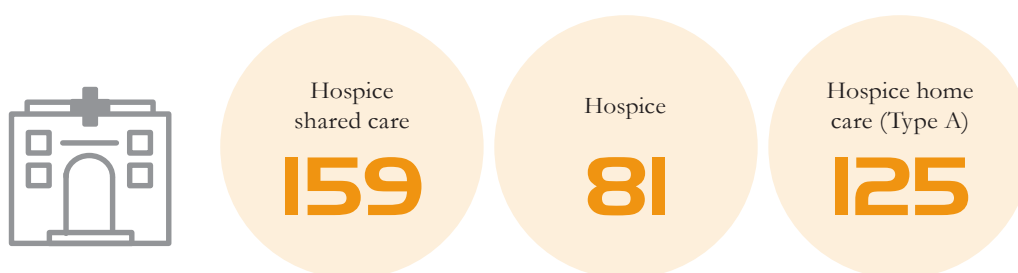 Hospice
shared care
159
Hospice
81
Hospice home
care (Type A)
125